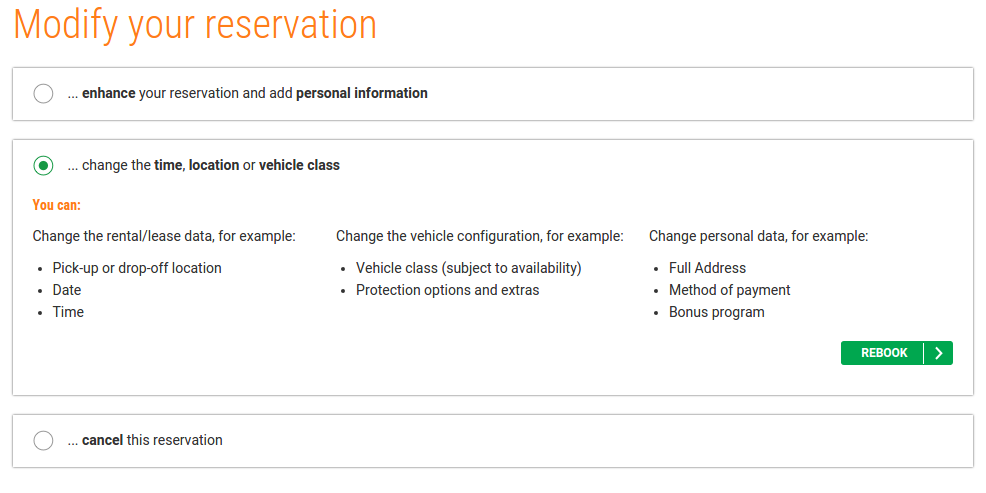 Modify your reservation
... enhance your reservation and add personal information
... change the time, location or vehicle class
You can:
Change the rental/lease data, for example:
• Pick-up or drop-off location
• Date
• Time
Change the vehicle configuration, for example:
• Vehicle class (subject to availability)
• Protection options and extras
Change personal data, for example:
• Full Address
• Method of payment
• Bonus program
REBOOK
... cancel this reservation